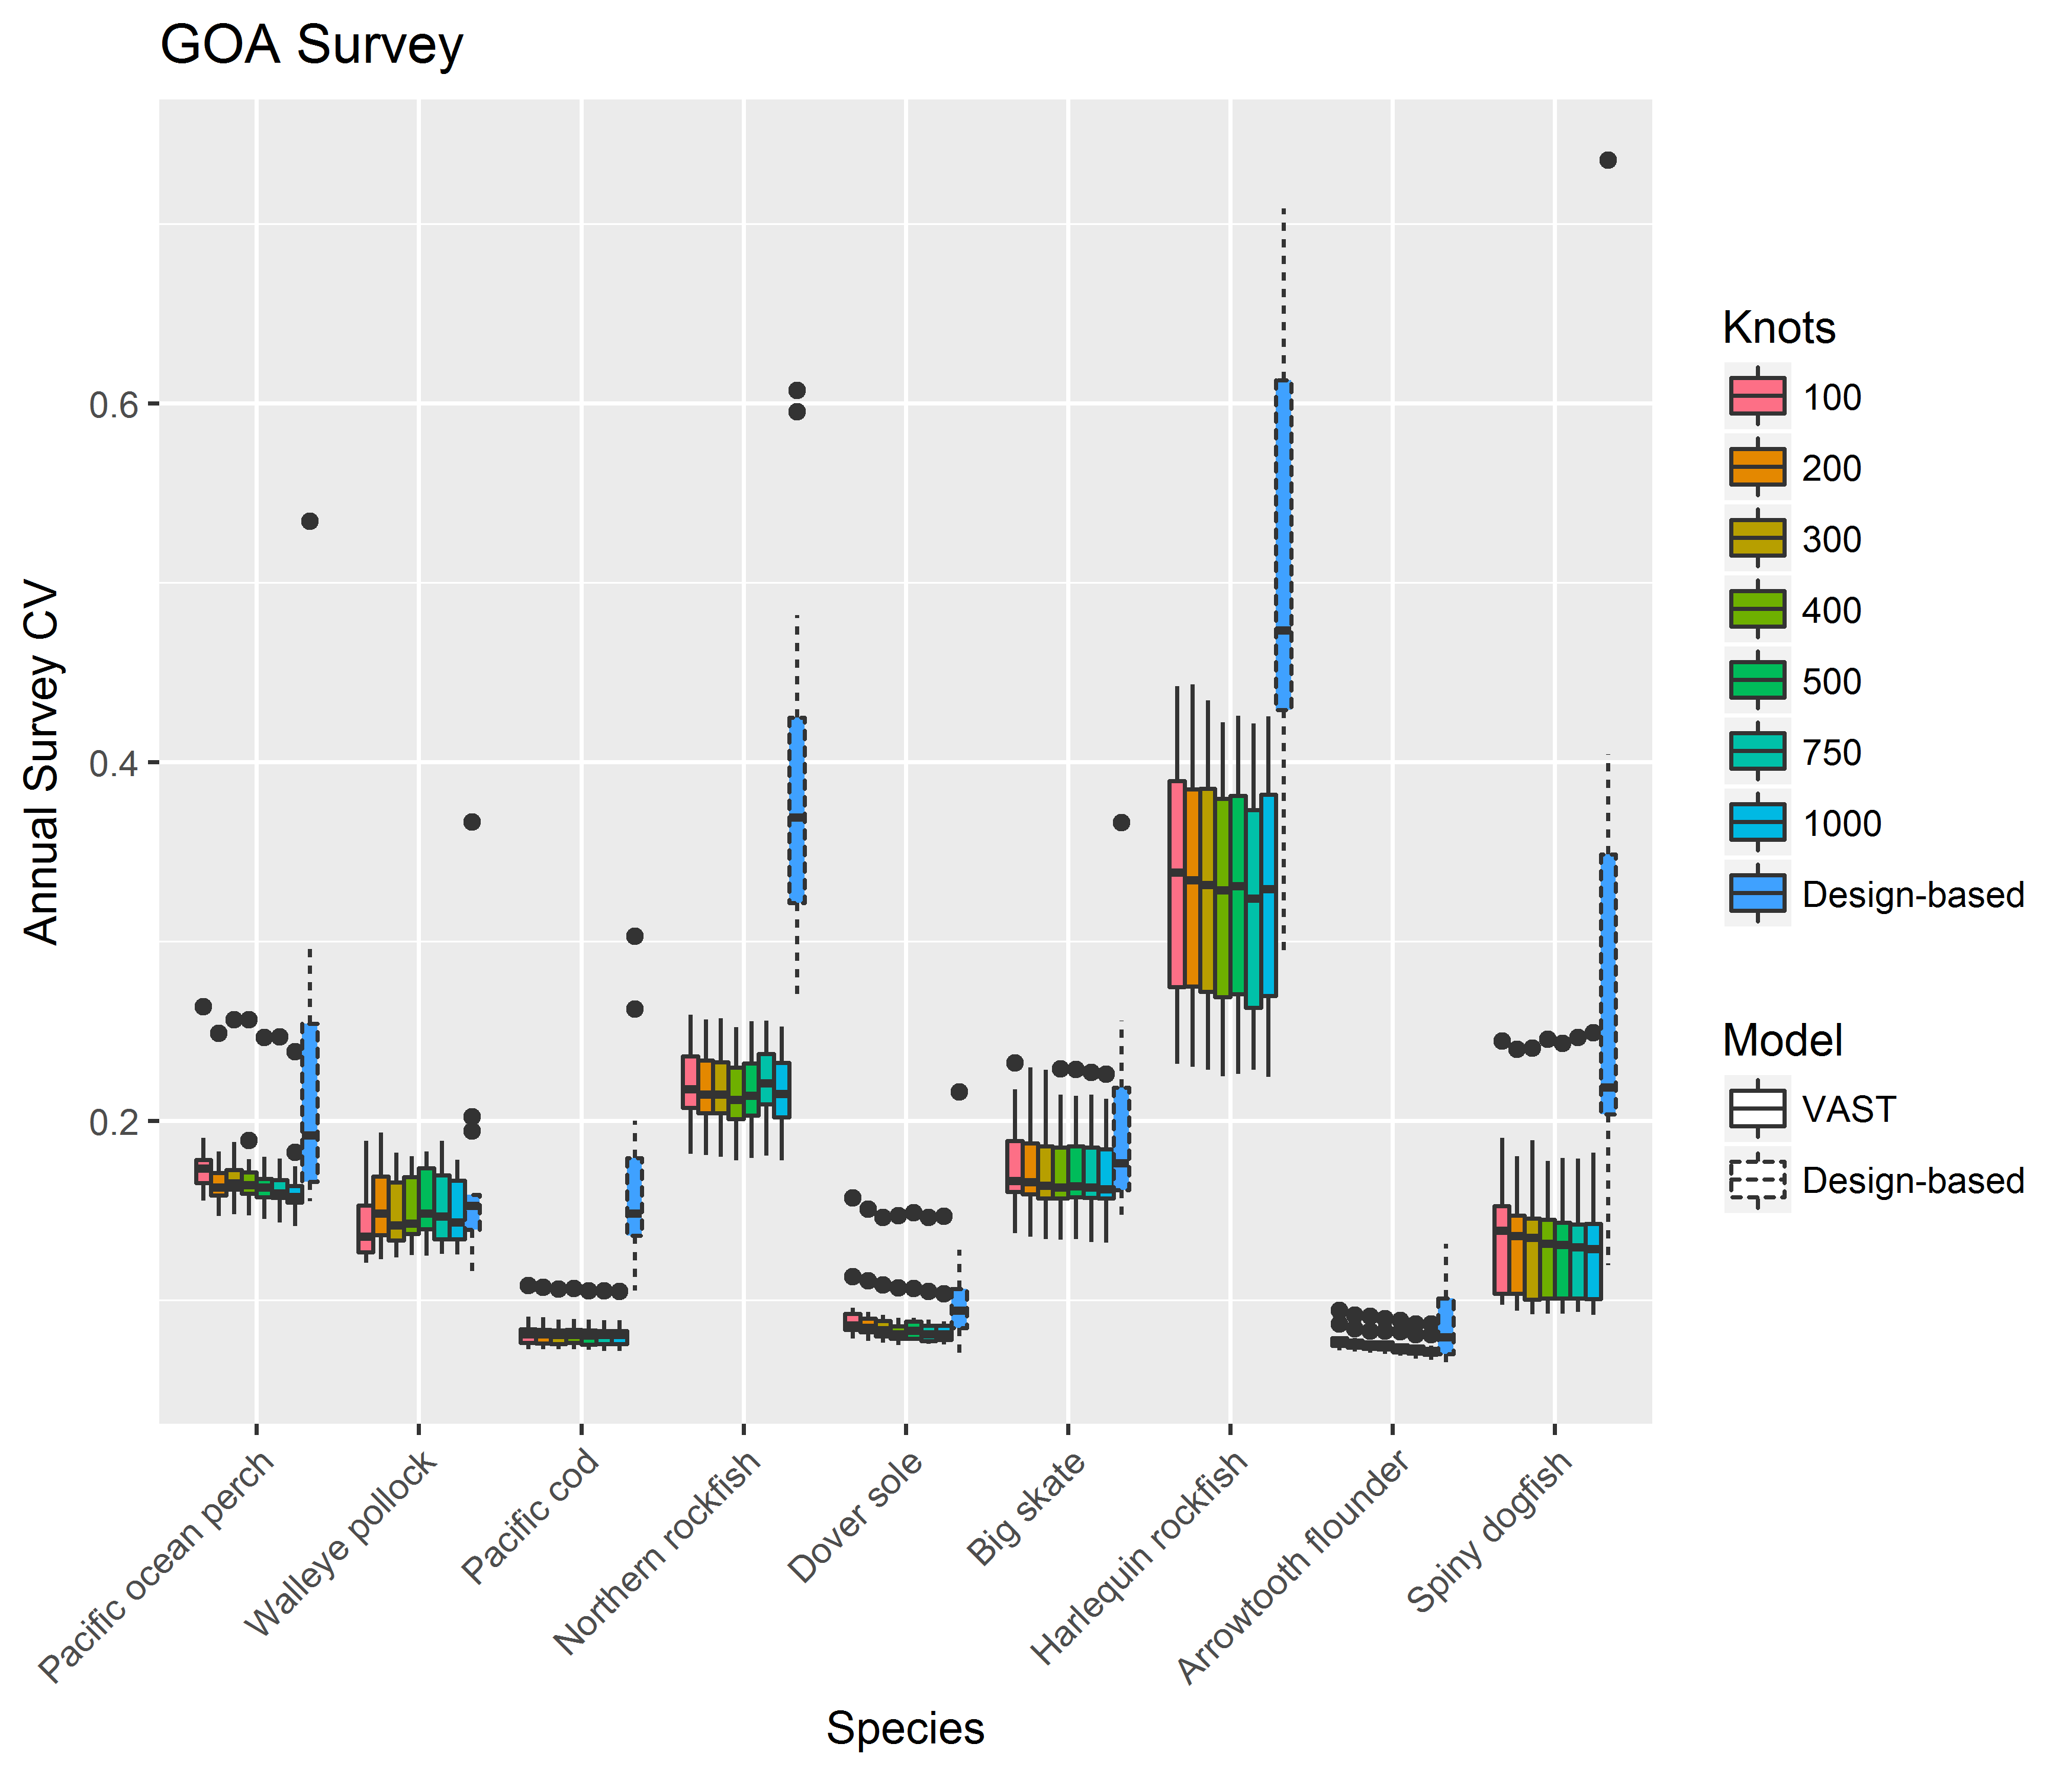 GOA Survey
Annual Survey CV
0.6
0.4
0.2
Pacific ocean perch
Walleye pollock
Pacific cod
Northern rockfish
Dover sole
Big skate
Harlequin rockfish
Arrowtooth flounder
Spiny dogfish
Species
Knots
100
200
300
400
500
750
1000
Design-based
Model
VAST
Design-based